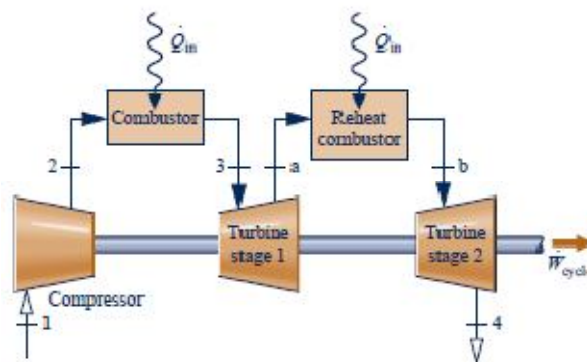 Q̇in
Q̇in
Combustor
Reheat
combustor
2
3
a
b
Turbine
stage 1
Turbine
stage 2
Ẇcycle
Compressor
1
4